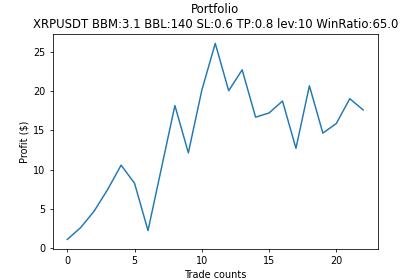 Portfolio
XRPUSDT BBM:3.1 BBL:140 SL:0.6 TP:0.8 lev:10 WinRatio:65.0
25
20
15
10
5
0
Profit ($)
0 5 10 15 20
Trade counts